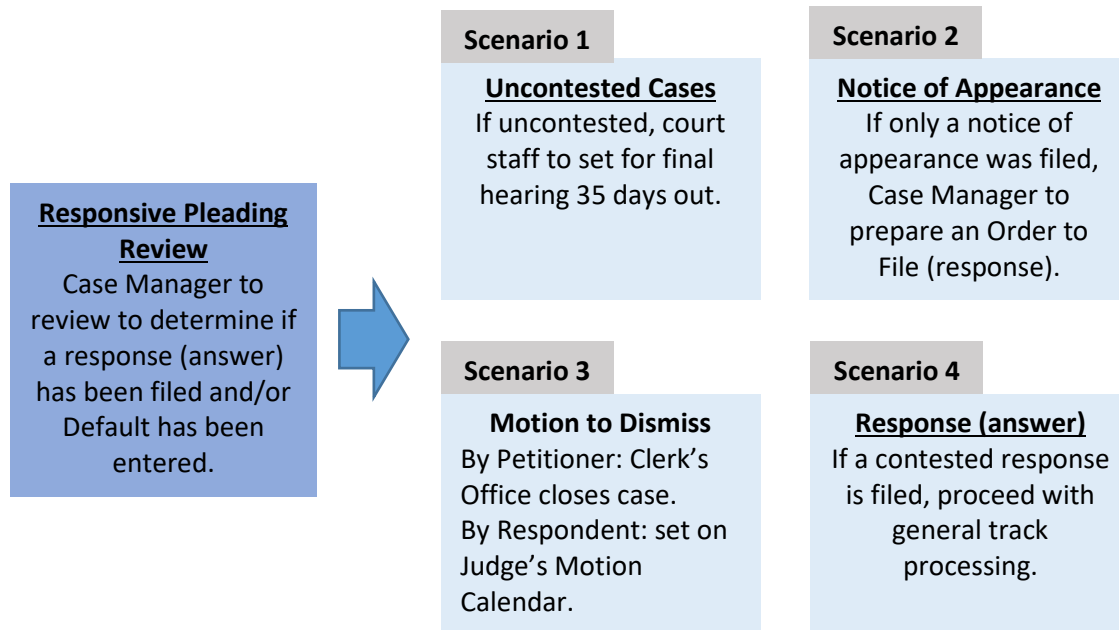 Responsive Pleading
Review
Case Manager to
review to determine if
a response (answer)
has been filed and/or
Default has been
entered.
Scenario 1
Uncontested Cases
If uncontested, court
staff to set for final
hearing 35 days out.
Scenario 2
Notice of Appearance
If only a notice of
appearance was filed,
Case Manager to
prepare an Order to
File (response).
Scenario 3
Motion to Dismiss
By Petitioner: Clerk’s
Office closes case.
By Respondent: set on
Judge’s Motion
Calendar.
Scenario 4
Response (answer)
If a contested response
is filed, proceed with
general track
processing.